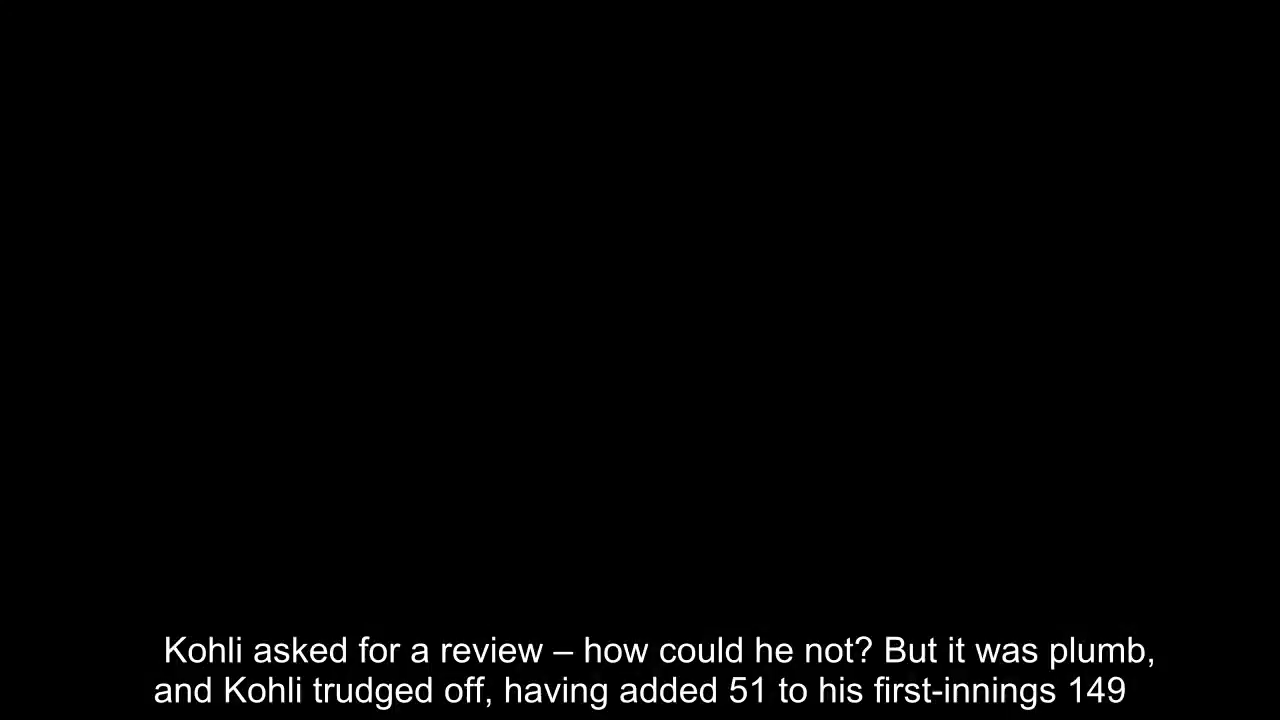 Kohli asked for a review – how could he not? But it was plumb,
and Kohli trudged off, having added 51 to his first-innings 149